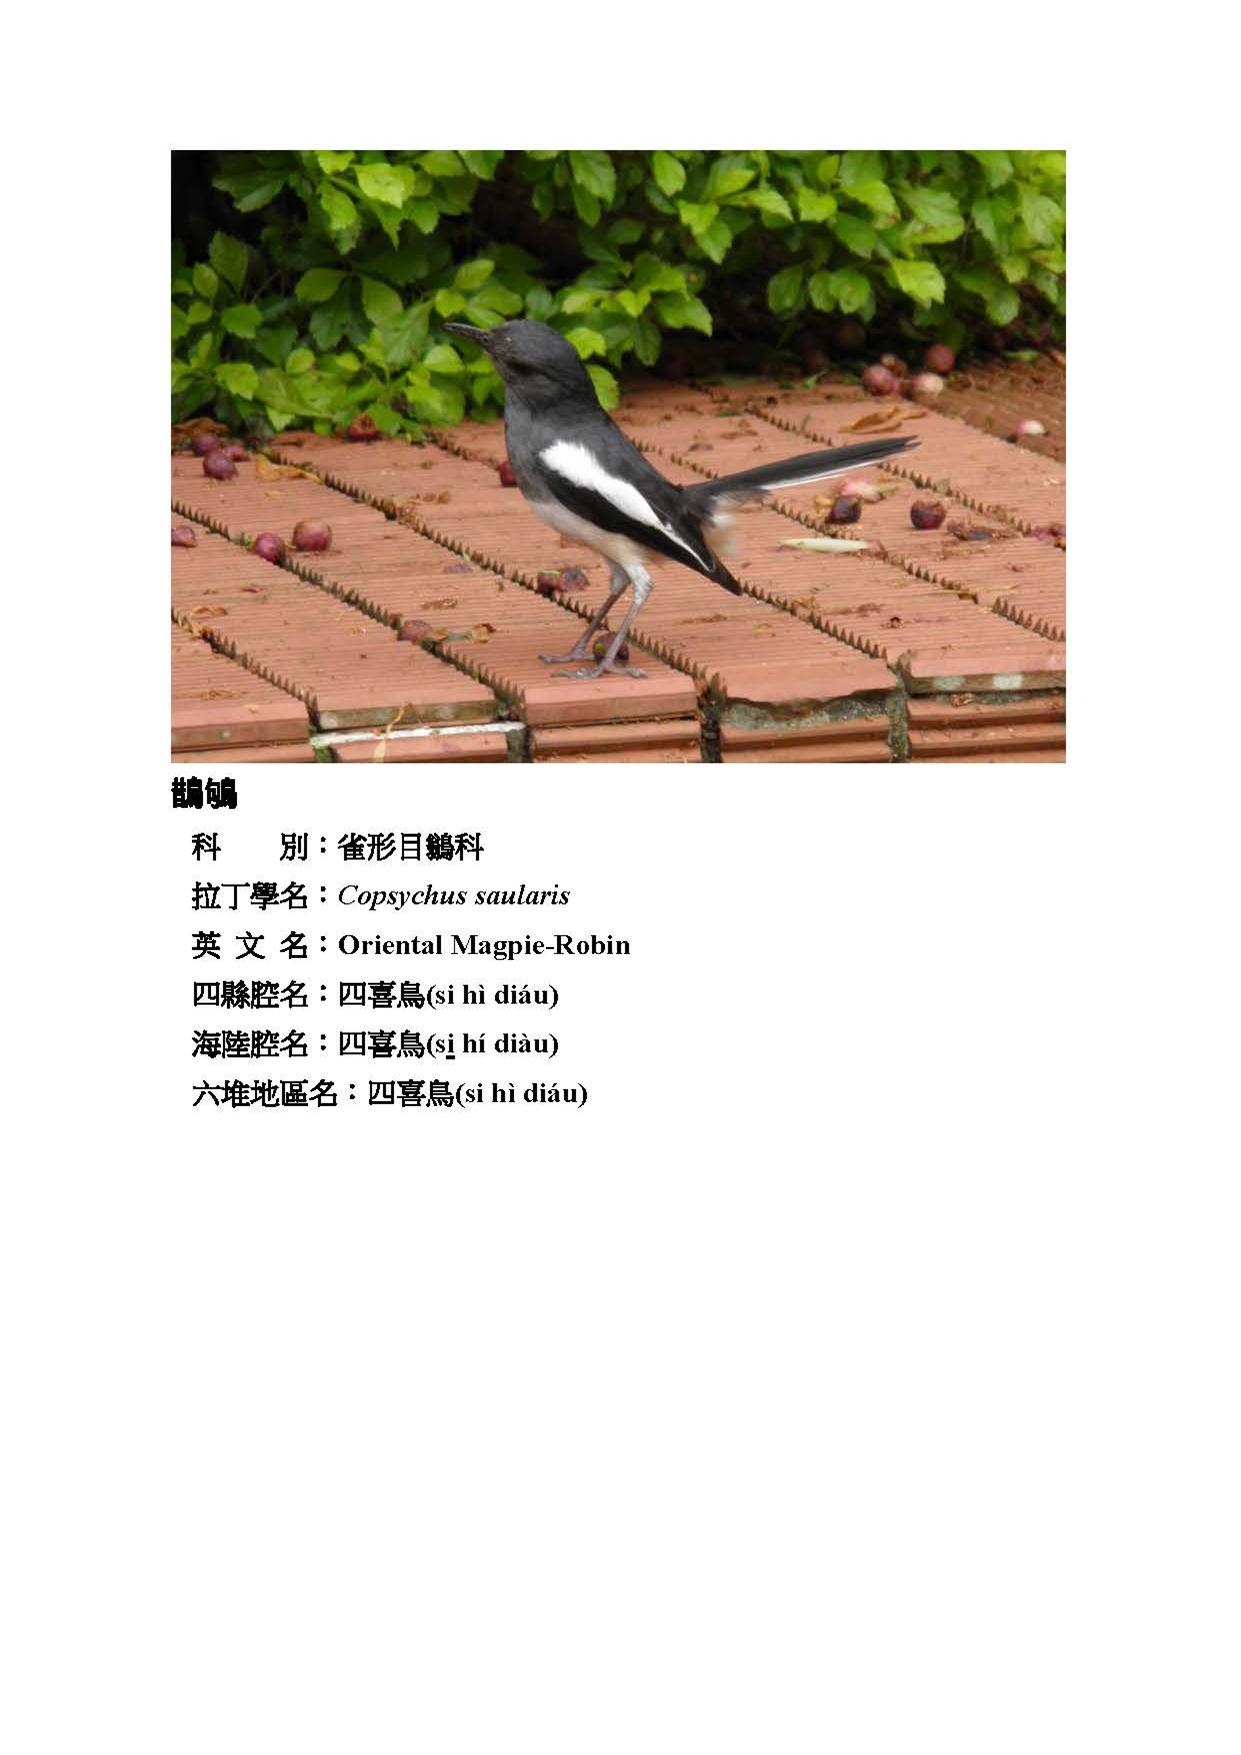 鵲鴝
科　　別：雀形目鶲科
拉丁學名：Copsychus saularis
英 文 名：Oriental Magpie-Robin
四縣腔名：四喜鳥(si hì diáu)
海陸腔名：四喜鳥(si̲ hí diàu)
六堆地區名：四喜鳥(si hì diáu)